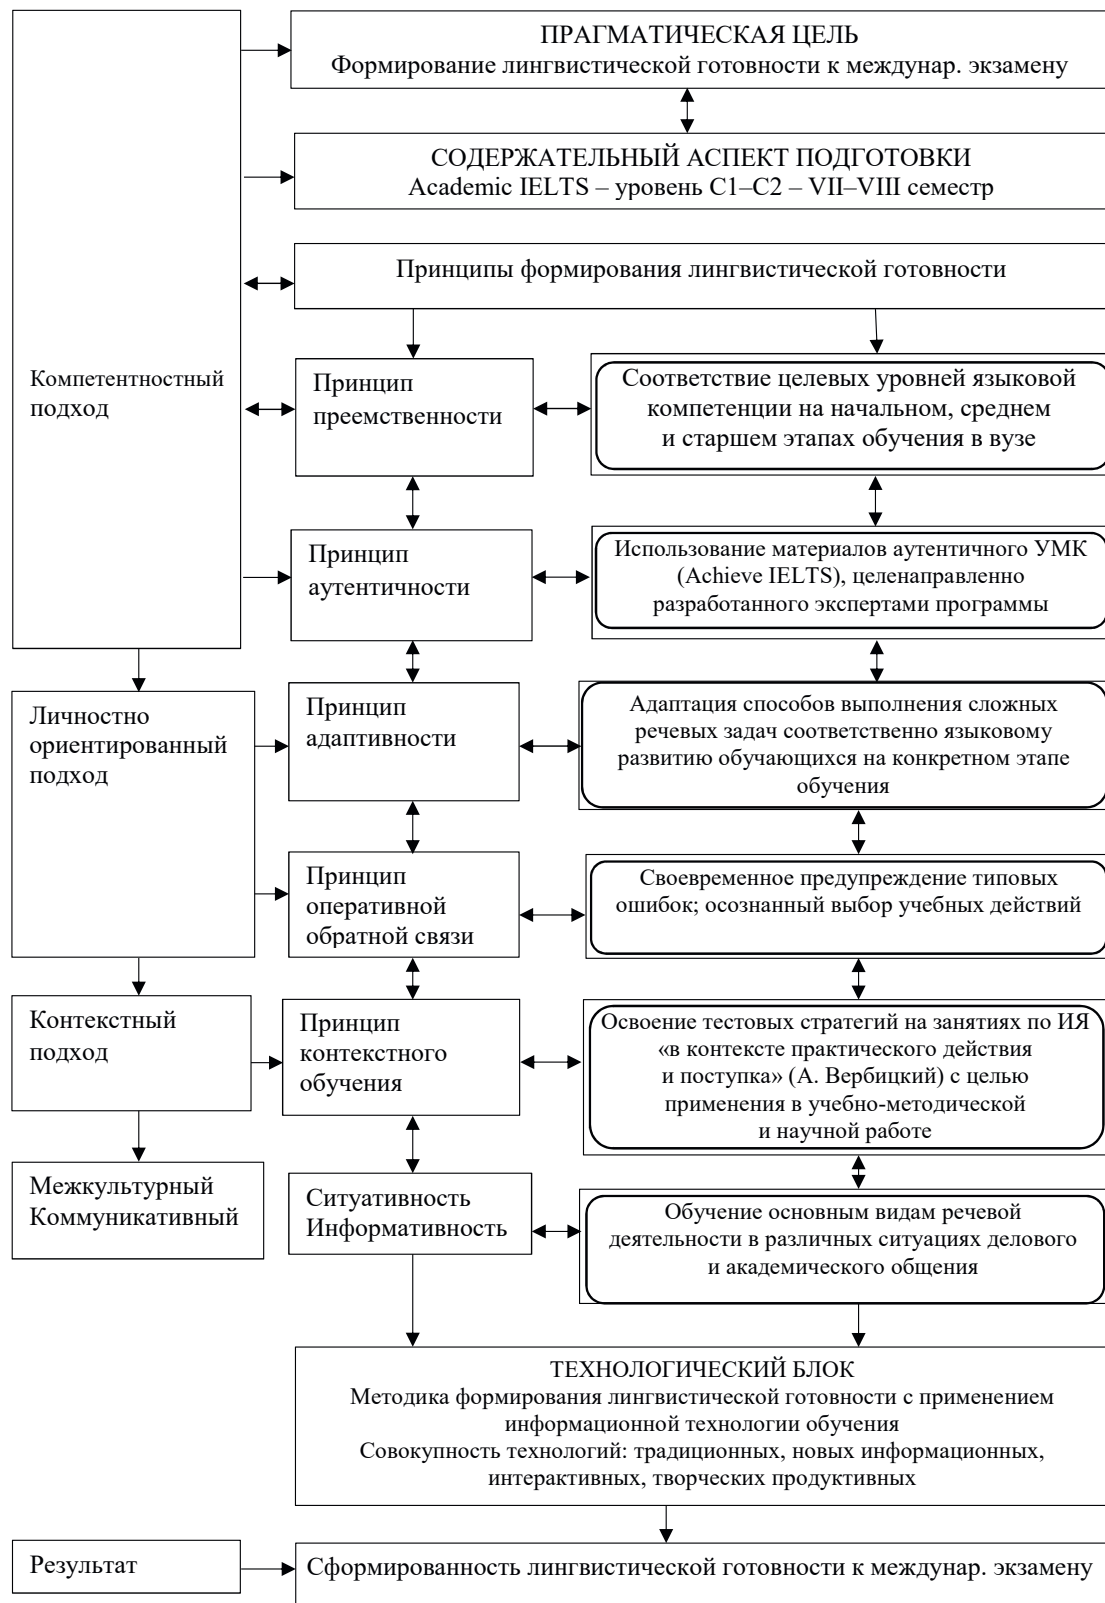 ПРАГМАТИЧЕСКАЯ ЦЕЛЬ
Формирование лингвистической готовности к междунар. экзамену
СОДЕРЖАТЕЛЬНЫЙ АСПЕКТ ПОДГОТОВКИ
Academic IELTS – уровень C1–C2 – VII–VIII семестр
Принципы формирования лингвистической готовности
Компетентностный
подход
Принцип
преемственности
Соответствие целевых уровней языковой
компетенции на начальном, среднем
и старшем этапах обучения в вузе
Принцип
аутентичности
Использование материалов аутентичного УМК
(Achieve IELTS), целенаправленно
разработанного экспертами программы
Личностно
ориентированный
подход
Принцип
адаптивности
Адаптация способов выполнения сложных
речевых задач соответственно языковому
развитию обучающихся на конкретном этапе
обучения
Принцип
оперативной
обратной связи
Своевременное предупреждение типовых
ошибок; осознанный выбор учебных действий
Контекстный
подход
Принцип
контекстного
обучения
Освоение тестовых стратегий на занятиях по ИЯ
«в контексте практического действия
и поступка» (А. Вербицкий) с целью
применения в учебно-методической
и научной работе
Межкультурный
Коммуникативный
Ситуативность
Информативность
Обучение основным видам речевой
деятельности в различных ситуациях делового
и академического общения
ТЕХНОЛОГИЧЕСКИЙ БЛОК
Методика формирования лингвистической готовности с применением
информационной технологии обучения
Совокупность технологий: традиционных, новых информационных,
интерактивных, творческих продуктивных
Результат
Сформированность лингвистической готовности к междунар. экзамену